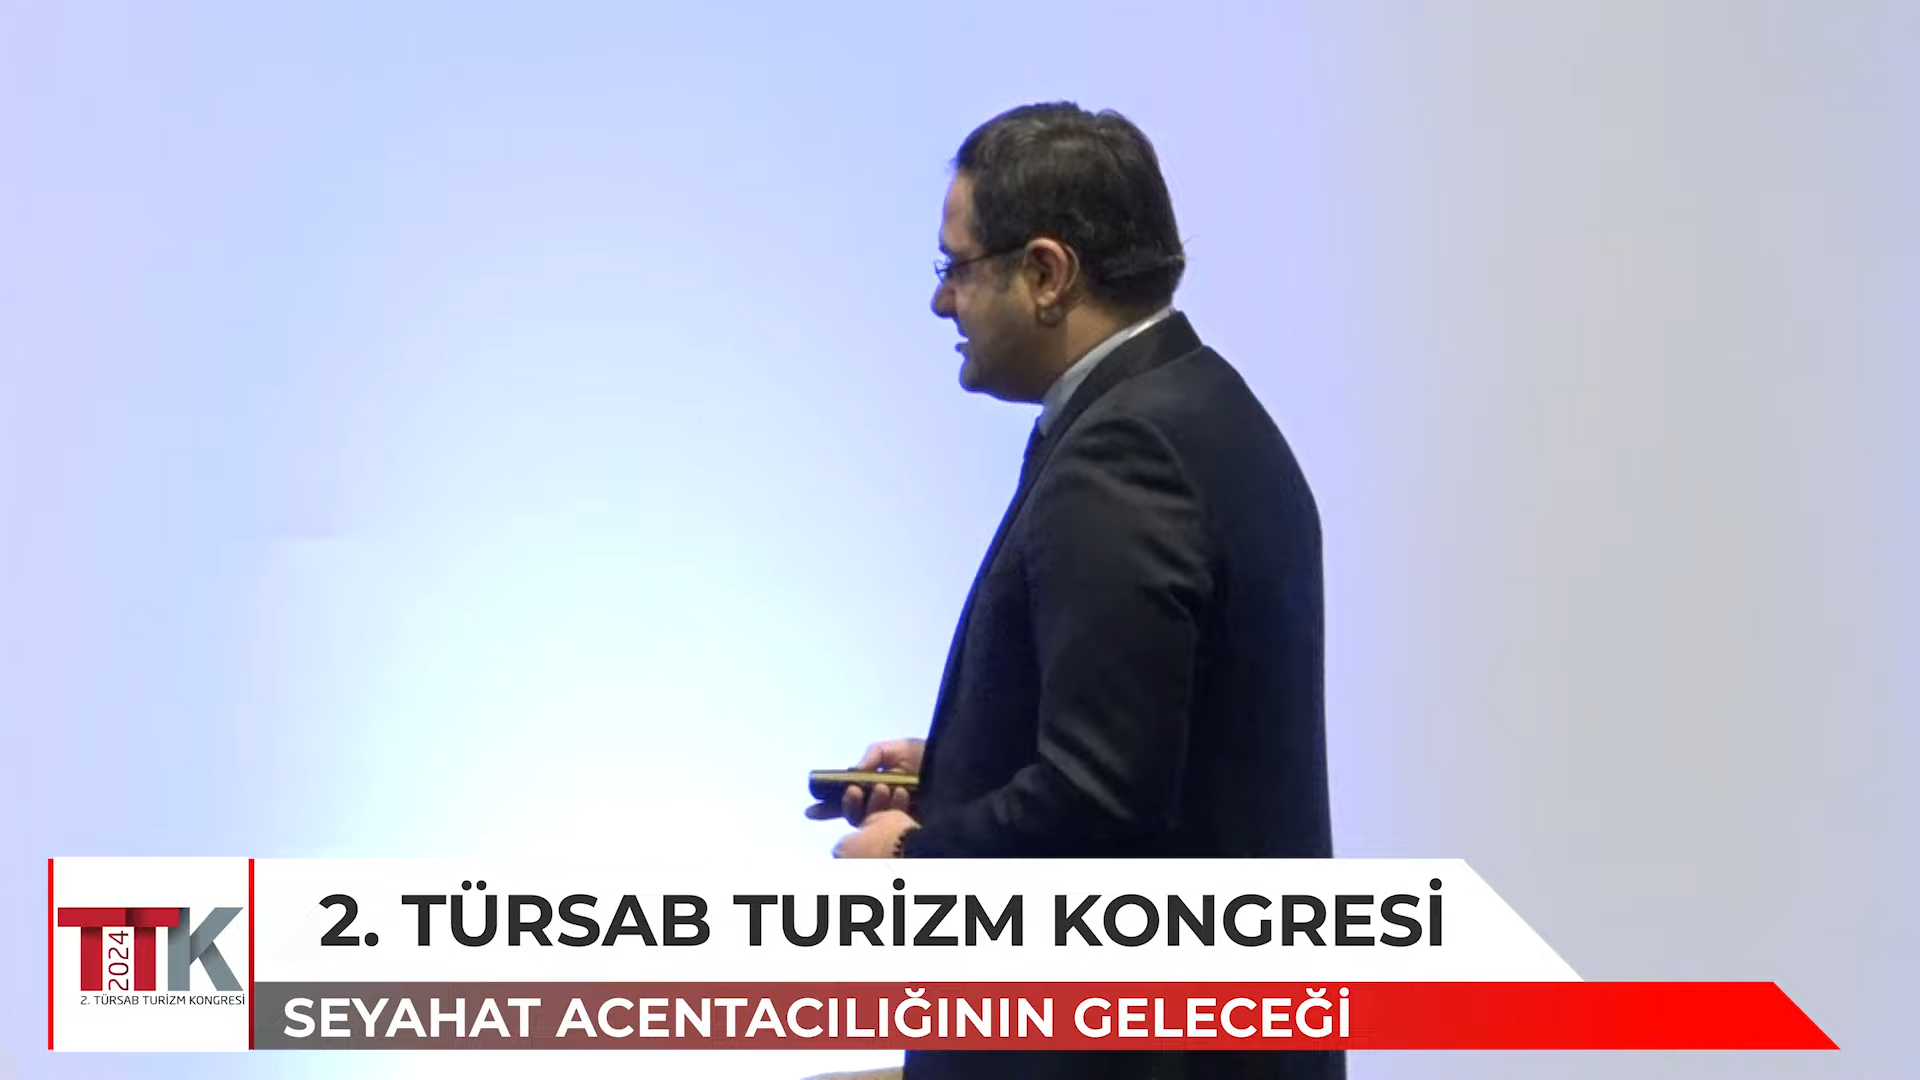 2. TÜRSAB TURİZM KONGRESİ
TTK
2024
2. TÜRSAB TURİZM KONGRESİ
SEYAHAT ACENTACILIĞININ GELECEĞİ